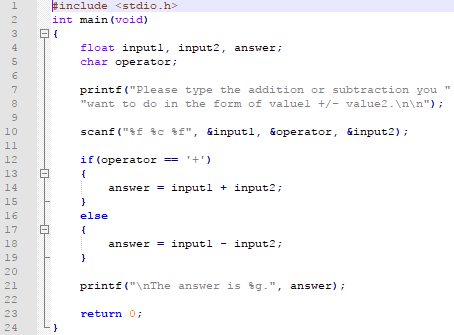 1 #include <stdio.h>
2 int main(void)
3 {
4 float input1, input2, answer;
5 char operator;
6
7 printf("Please type the addition or subtraction you "
8 "want to do in the form of value1 +/- value2.\n\n");
9
10 scanf("%f %c %f", &input1, &operator, &input2);
11
12 if(operator == '+')
13 {
14 answer = input1 + input2;
15 }
16 else
17 {
18 answer = input1 - input2;
19 }
20
21 printf("\nThe answer is %g.", answer);
22
23 return 0;
24 }